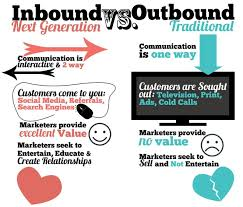 Inbound VS. Outbound
Next Generation
Traditional
Communication is
interactive & 2 way
Customers come to you:
Social Media, Referrals,
Search Engines
Marketers provide
excellent Value
Marketers seek to
Entertain, Educate &
Create Relationships
Communication
is one way
Customers are Sought
out: Television, Print,
Ads, Cold Calls
Marketers provide
no value
Marketers seek to
Sell and Not Entertain